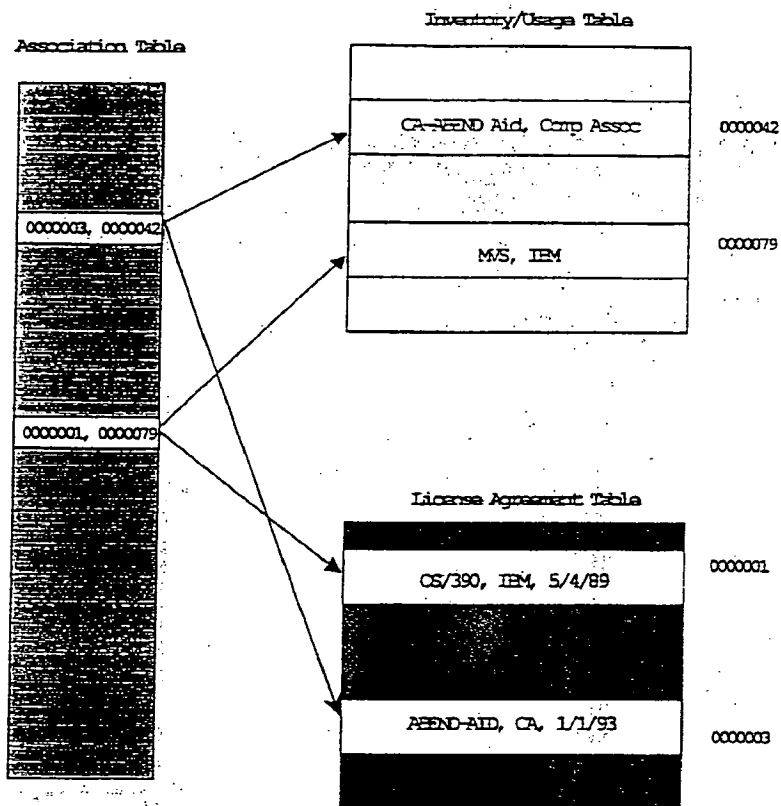 Inventory/Usage Table
Association Table
CA-ABEND Aid, Comp Assoc
0000042
0000003, 0000042
0000079
MVS, IBM
0000001, 0000079
License Agreement Table
0000001
OS/390, IBM, 5/4/89
ABEND-AID, CA, 1/1/93
0000003